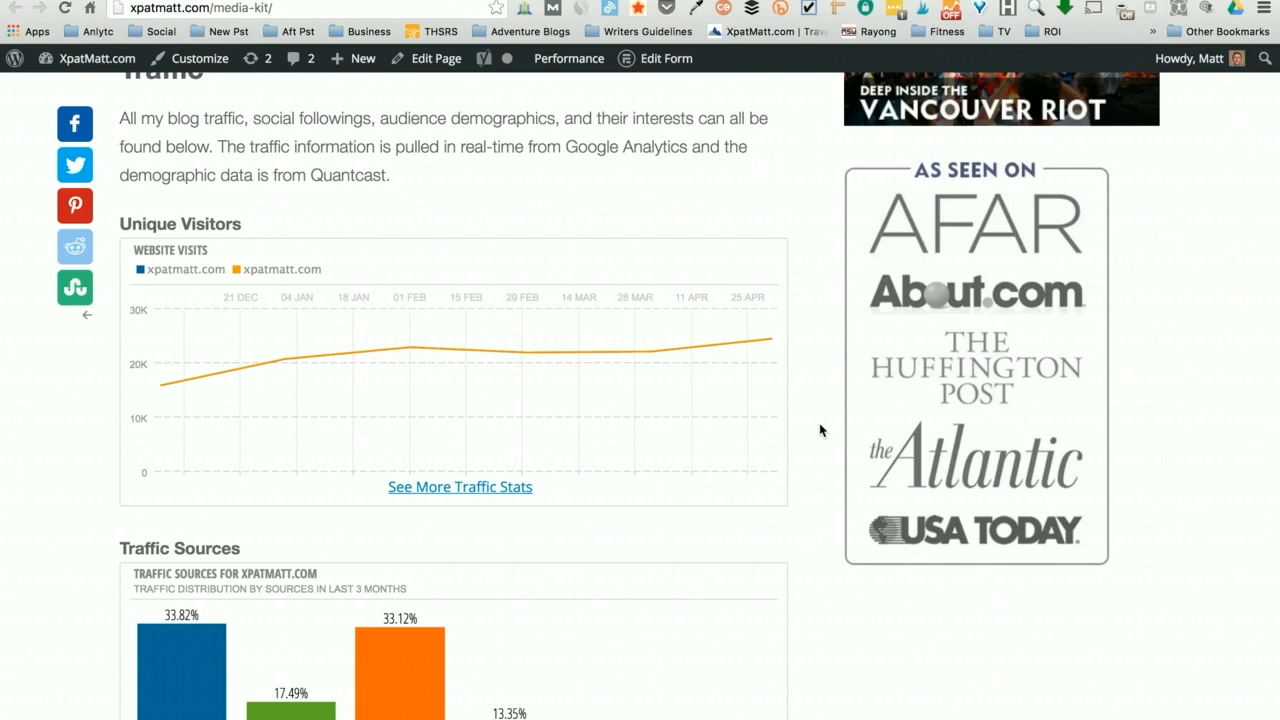 xpatmatt.com/media-kit/
Apps Anlytc Social New Pst Aft Pst Business THSRS Adventure Blogs Writers Guidelines XpatMatt.com | Trav Rayong Fitness TV ROI » Other Bookmarks
XpatMatt.com Customize 2 2 New Edit Page Performance Edit Form Howdy, Matt
Traffic
All my blog traffic, social followings, audience demographics, and their interests can all be
found below. The traffic information is pulled in real-time from Google Analytics and the
demographic data is from Quantcast.
Unique Visitors
WEBSITE VISITS
xpatmatt.com xpatmatt.com
21 DEC 04 JAN 18 JAN 01 FEB 15 FEB 29 FEB 14 MAR 28 MAR 11 APR 25 APR
30K
20K
10K
0
See More Traffic Stats
Traffic Sources
TRAFFIC SOURCES FOR XPATMATT.COM
TRAFFIC DISTRIBUTION BY SOURCES IN LAST 3 MONTHS
33.82%
33.12%
17.49%
13.35%
DEEP INSIDE THE
VANCOUVER RIOT
AS SEEN ON
AFAR
About.com
THE
HUFFINGTON
POST
the Atlantic
USA TODAY